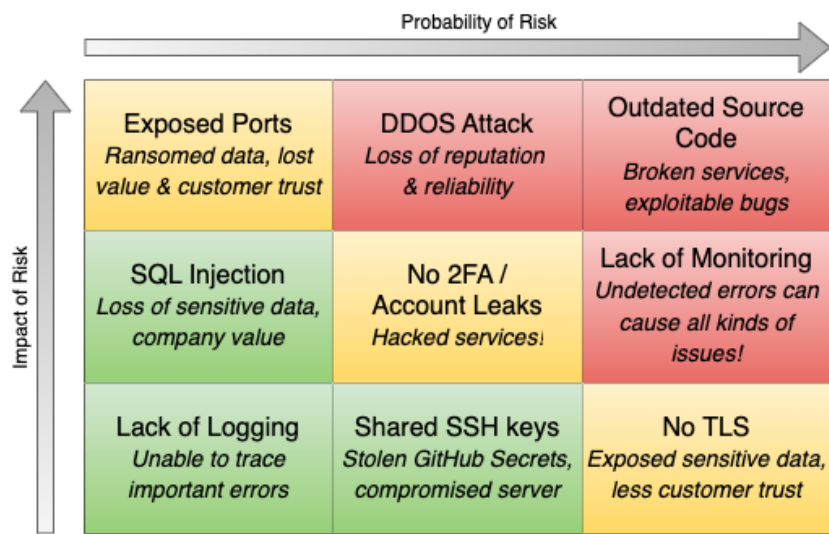 Probability of Risk
Impact of Risk
Exposed Ports
Ransomed data, lost
value & customer trust
DDOS Attack
Loss of reputation
& reliability
Outdated Source
Code
Broken services,
exploitable bugs
SQL Injection
Loss of sensitive data,
company value
No 2FA /
Account Leaks
Hacked services!
Lack of Monitoring
Undetected errors can
cause all kinds of
issues!
Lack of Logging
Unable to trace
important errors
Shared SSH keys
Stolen GitHub Secrets,
compromised server
No TLS
Exposed sensitive data,
less customer trust